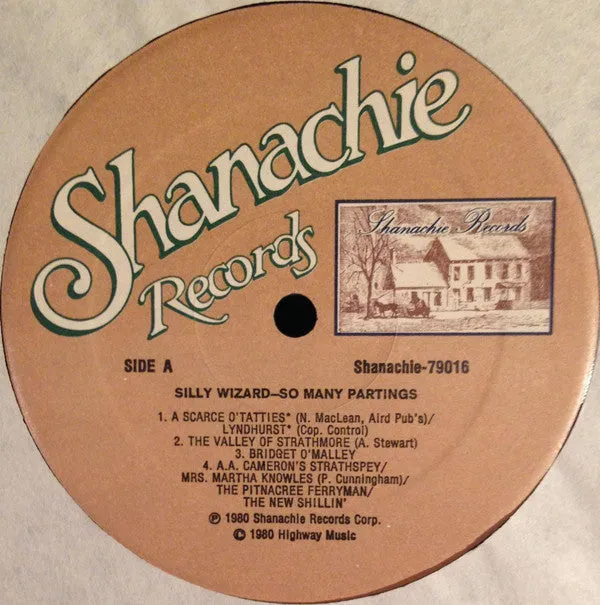 Shanachie
Records
Shanachie Records
SIDE A
Shanachie-79016
SILLY WIZARD—SO MANY PARTINGS
1. A SCARCE O'TATTIES* (N. MacLean, Aird Pub's)/
LYNDHURST* (Cop. Control)
2. THE VALLEY OF STRATHMORE (A. Stewart)
3. BRIDGET O'MALLEY
4. A.A. CAMERON'S STRATHSPEY/
MRS. MARTHA KNOWLES (P. Cunningham)/
THE PITNACREE FERRYMAN/
THE NEW SHILLIN'
℗ 1980 Shanachie Records Corp.
© 1980 Highway Music